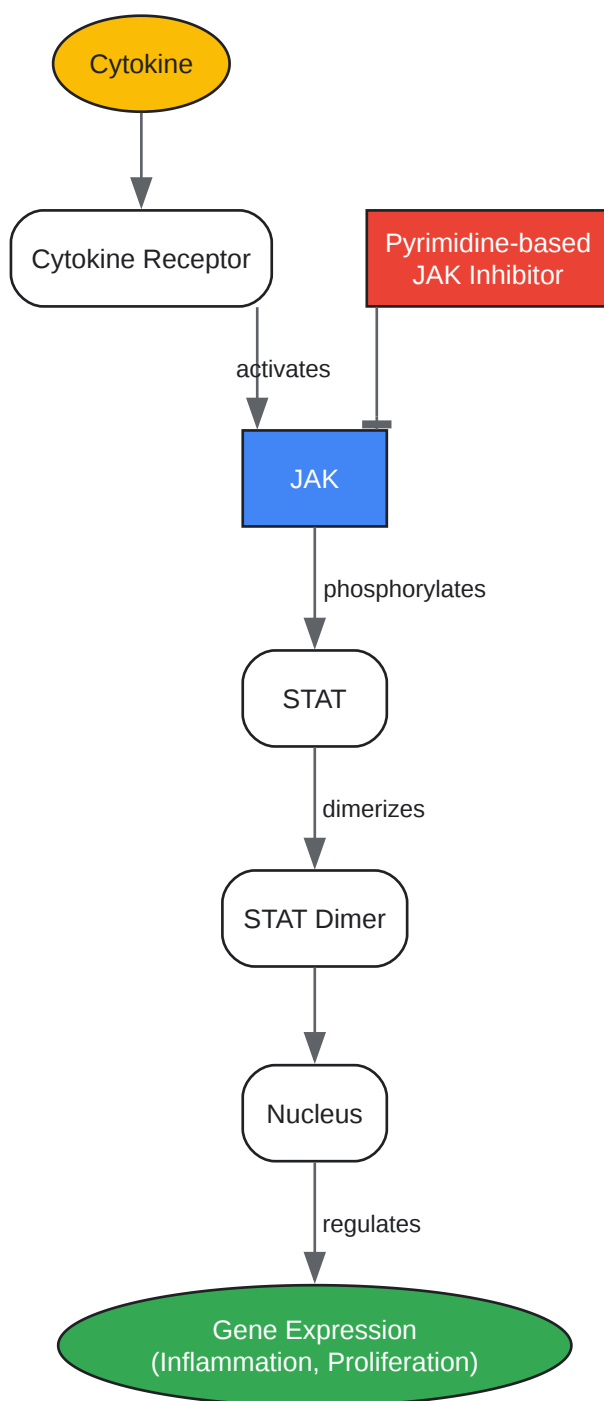 Cytokine
Cytokine Receptor
Pyrimidine-based
JAK Inhibitor
activates
JAK
phosphorylates
STAT
dimerizes
STAT Dimer
Nucleus
regulates
Gene Expression
(Inflammation, Proliferation)